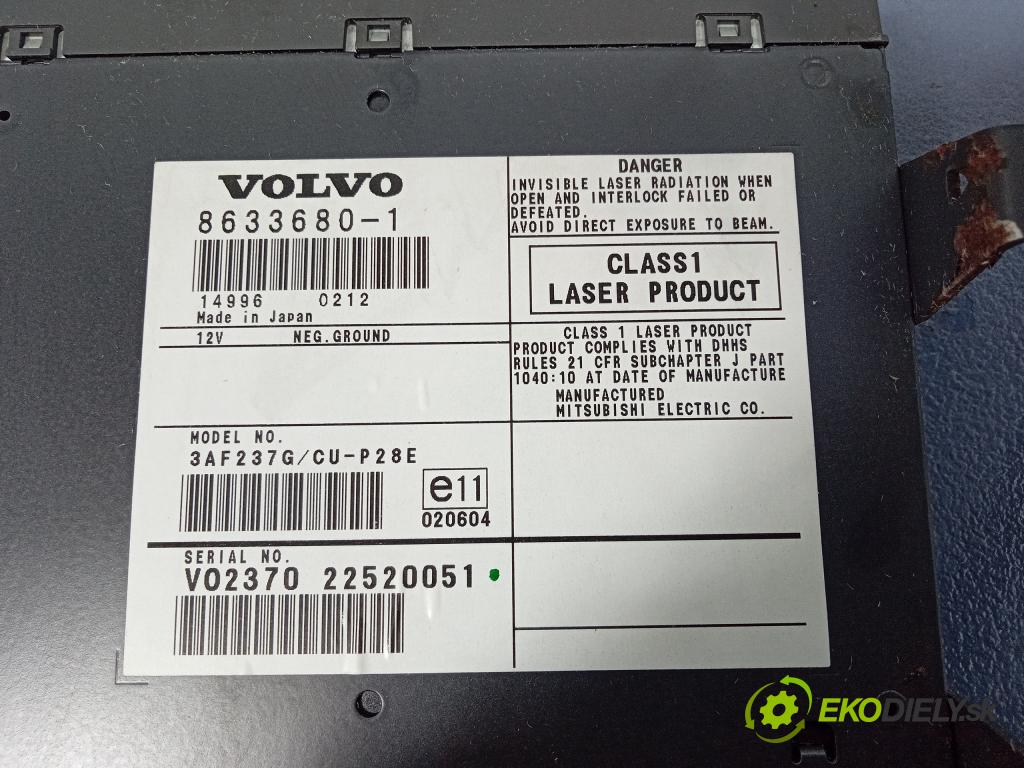 VOLVO
8633680-1
14996 0212
Made in Japan
12V NEG.GROUND
MODEL NO.
3AF237G/CU-P28E
e11
020604
SERIAL NO.
VO2370 22520051
DANGER
INVISIBLE LASER RADIATION WHEN
OPEN AND INTERLOCK FAILED OR
DEFEATED.
AVOID DIRECT EXPOSURE TO BEAM.
CLASS1
LASER PRODUCT
CLASS 1 LASER PRODUCT
PRODUCT COMPLIES WITH DHHS
RULES 21 CFR SUBCHAPTER J PART
1040:10 AT DATE OF MANUFACTURE
MANUFACTURED
MITSUBISHI ELECTRIC CO.
EKODIELY.sk